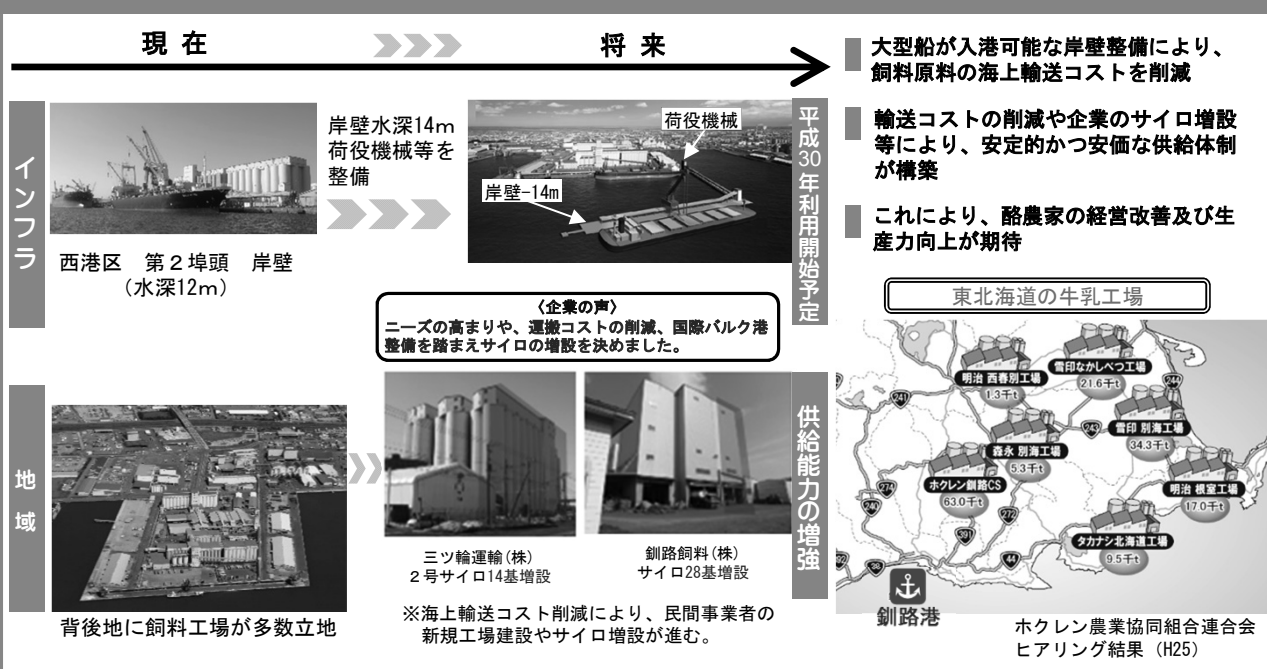 現 在
将 来
インフラ
岸壁水深14m
荷役機械等を
整備
荷役機械
岸壁-14m
西港区 第２埠頭 岸壁
（水深12m）
平成30年利用開始予定
〈企業の声〉
ニーズの高まりや、運搬コストの削減、国際バルク港
整備を踏まえサイロの増設を決めました。
地域
背後地に飼料工場が多数立地
三ツ輪運輸(株)
２号サイロ14基増設
釧路飼料(株)
サイロ28基増設
※海上輸送コスト削減により、民間事業者の
新規工場建設やサイロ増設が進む。
供給能力の増強
大型船が入港可能な岸壁整備により、
飼料原料の海上輸送コストを削減
輸送コストの削減や企業のサイロ増設
等により、安定的かつ安価な供給体制
が構築
これにより、酪農家の経営改善及び生
産力向上が期待
東北海道の牛乳工場
明治 西春別工場
1.3千t
雪印なかしべつ工場
21.6千t
244
241
雪印 別海工場
34.3千t
243
森永 別海工場
5.3千t
ホクレン釧路CS
63.0千t
明治 根室工場
17.0千t
274
240
272
391
タカナシ北海道工場
9.5千t
44
38
釧路港
ホクレン農業協同組合連合会
ヒアリング結果（H25）